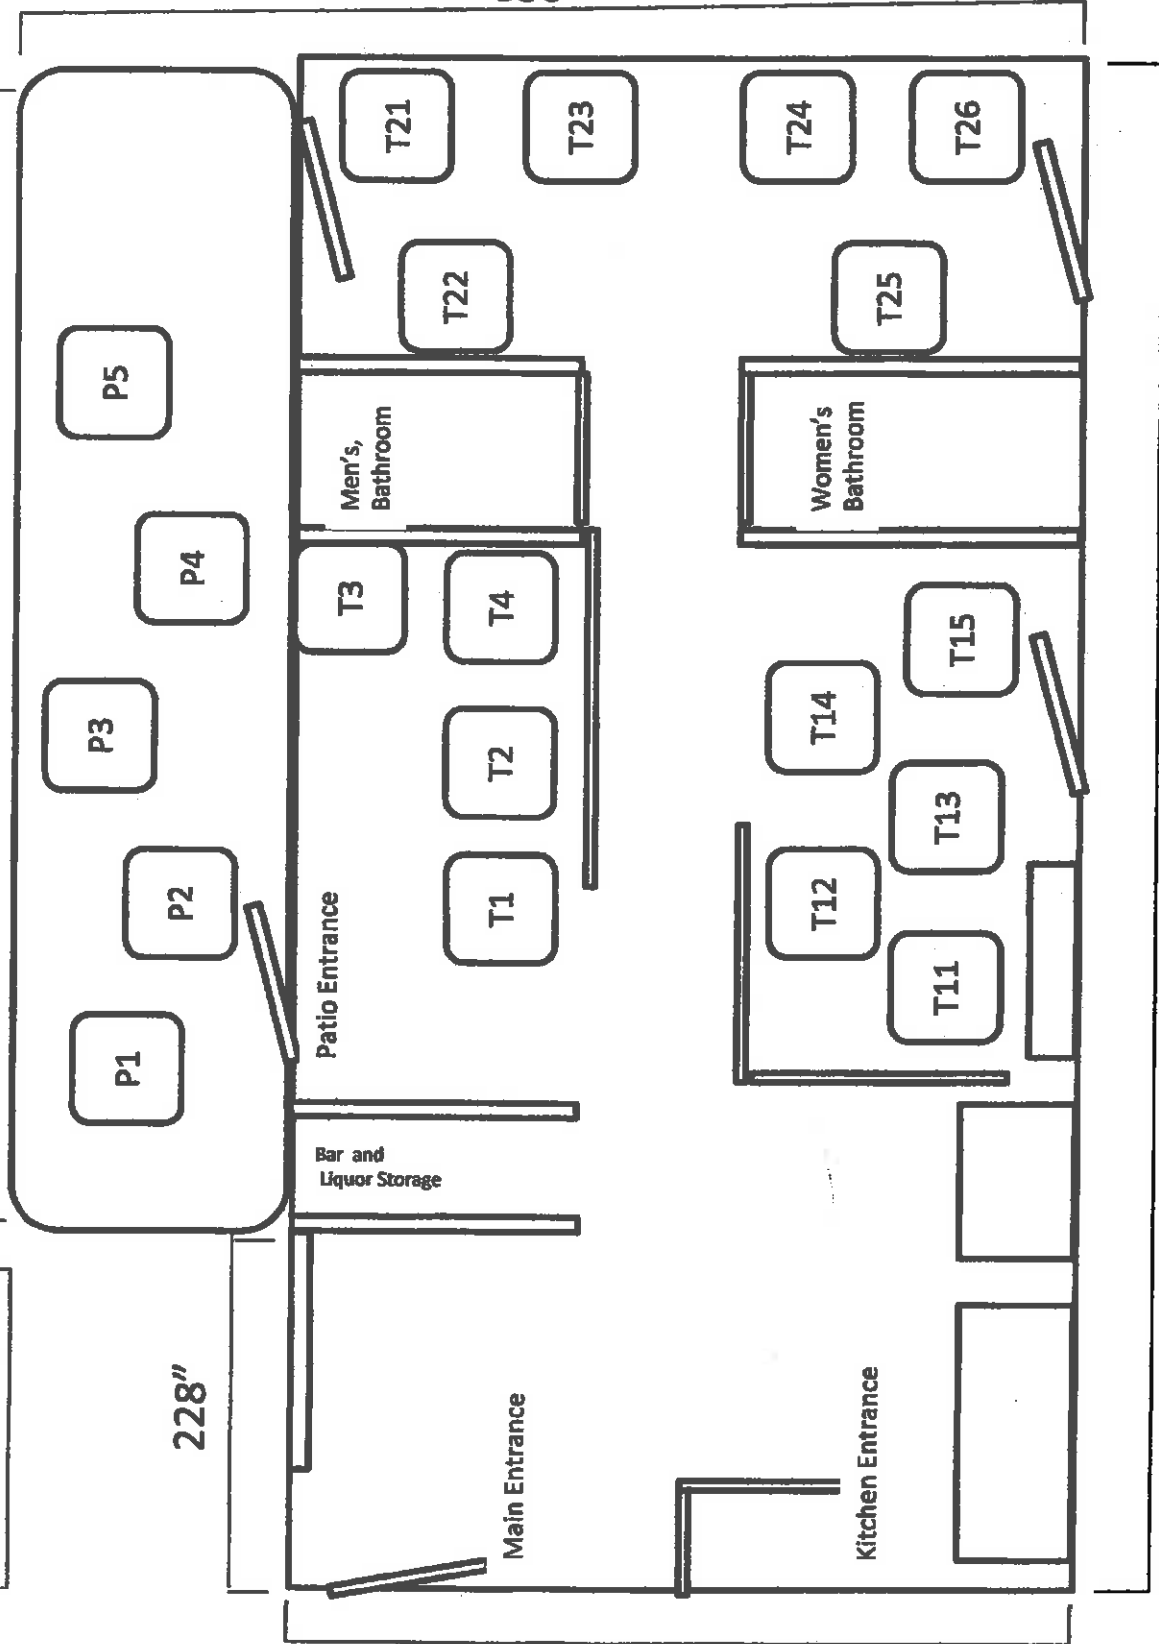 P1
P2
P3
P4
P5
228”
Main Entrance
Kitchen Entrance
Bar and
Liquor Storage
Patio Entrance
T1
T2
T3
T4
T11
T12
T13
T14
T15
Men’s,
Bathroom
Women’s
Bathroom
T21
T22
T23
T24
T25
T26